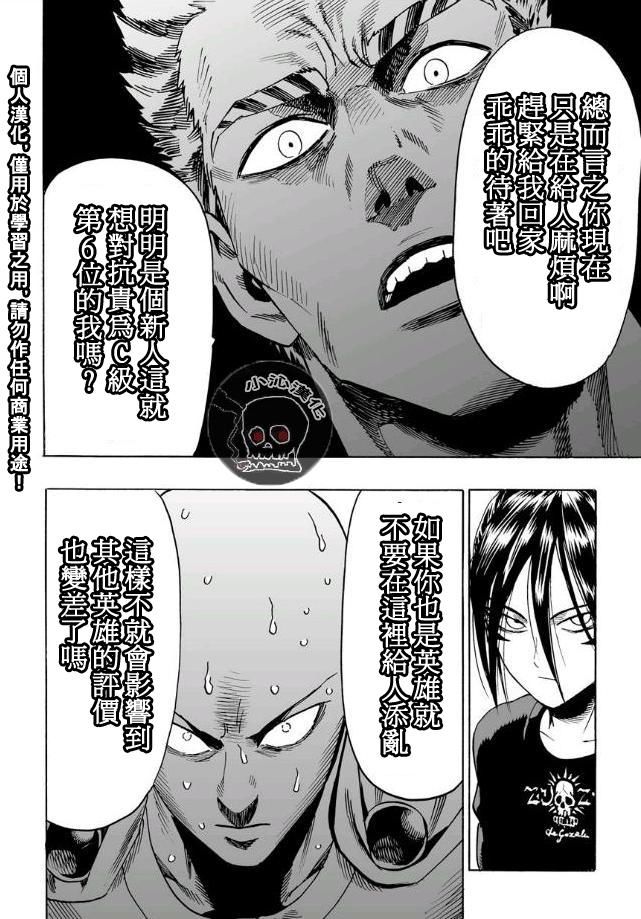 總而言之你現在
只是在給人麻煩啊
趕緊給我回家
乖乖的待著吧
明明是個新人這就
想對抗貴為C級
第6位的我嗎?
小沁漢化
如果你也是英雄就
不要在這裡給人添亂
這樣不就會影響到
其他英雄的評價
也變差了嗎
個人漢化,僅用於學習之用,請勿作任何商業用途!